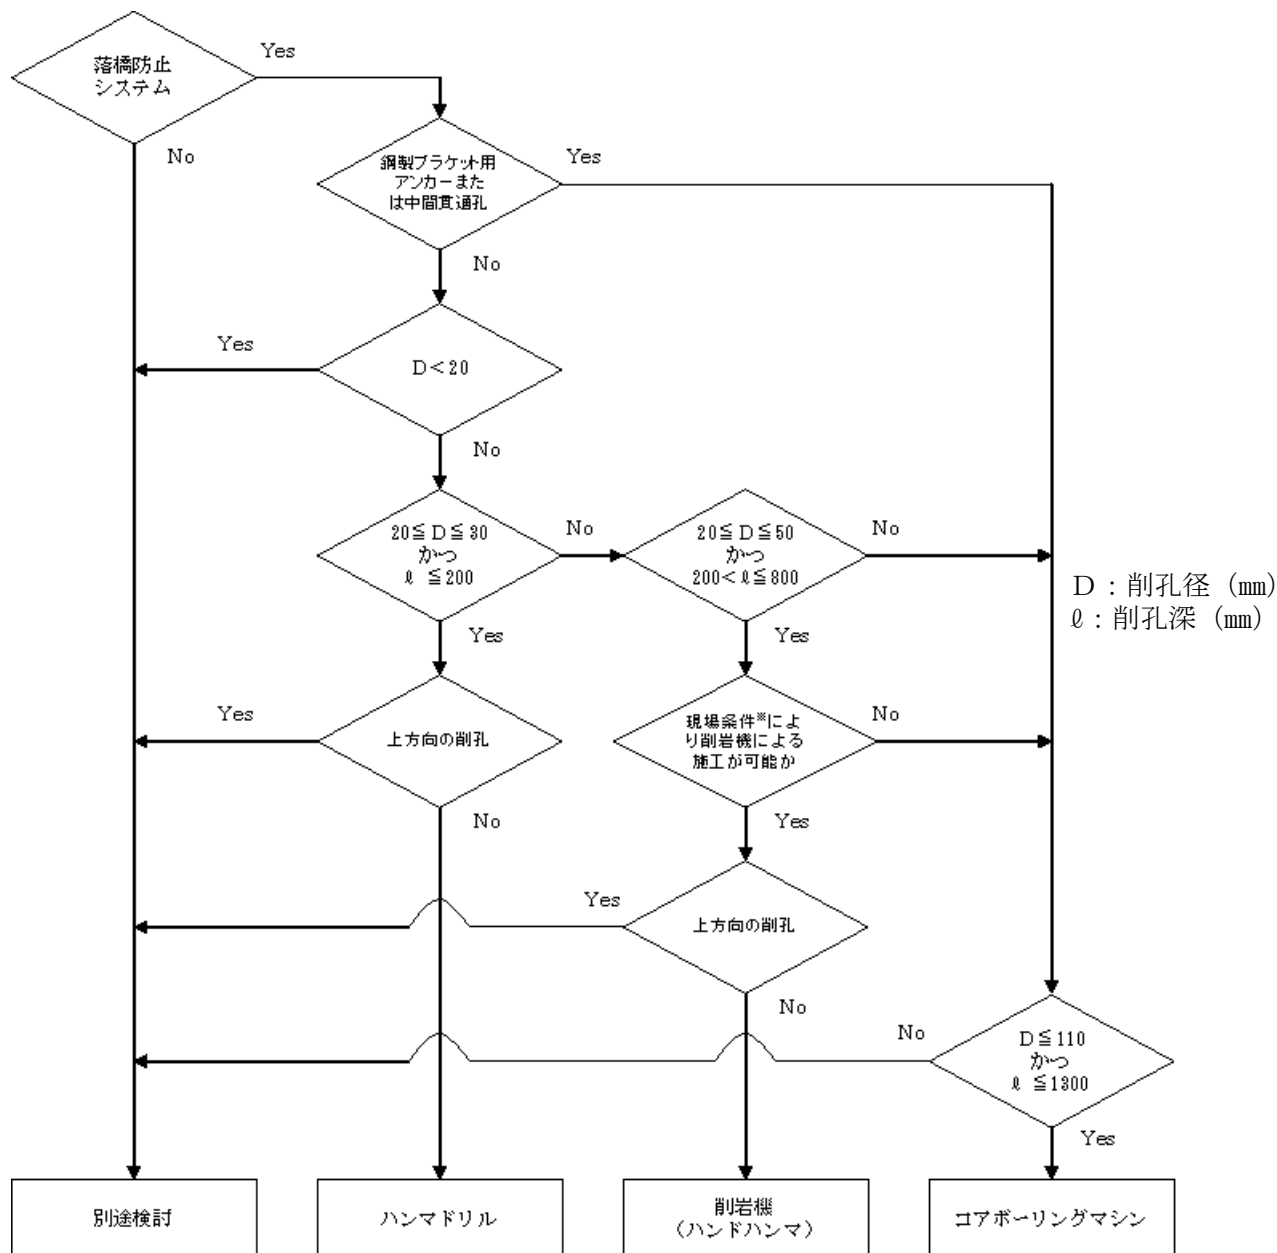 落橋防止
システム
Yes
No
鋼製ブラケット用
アンカーまた
は中間貫通孔
Yes
No
D<20
Yes
No
20≦D≦30
かつ
ℓ ≦200
No
Yes
20≦D≦50
かつ
200<ℓ≦800
No
Yes
D：削孔径（㎜）
ℓ：削孔深（㎜）
上方向の削孔
Yes
No
現場条件※によ
り削岩機による
施工が可能か
No
Yes
上方向の削孔
Yes
No
D≦110
かつ
ℓ ≦1300
No
Yes
別途検討
ハンマドリル
削岩機
（ハンドハンマ）
コアボーリングマシン